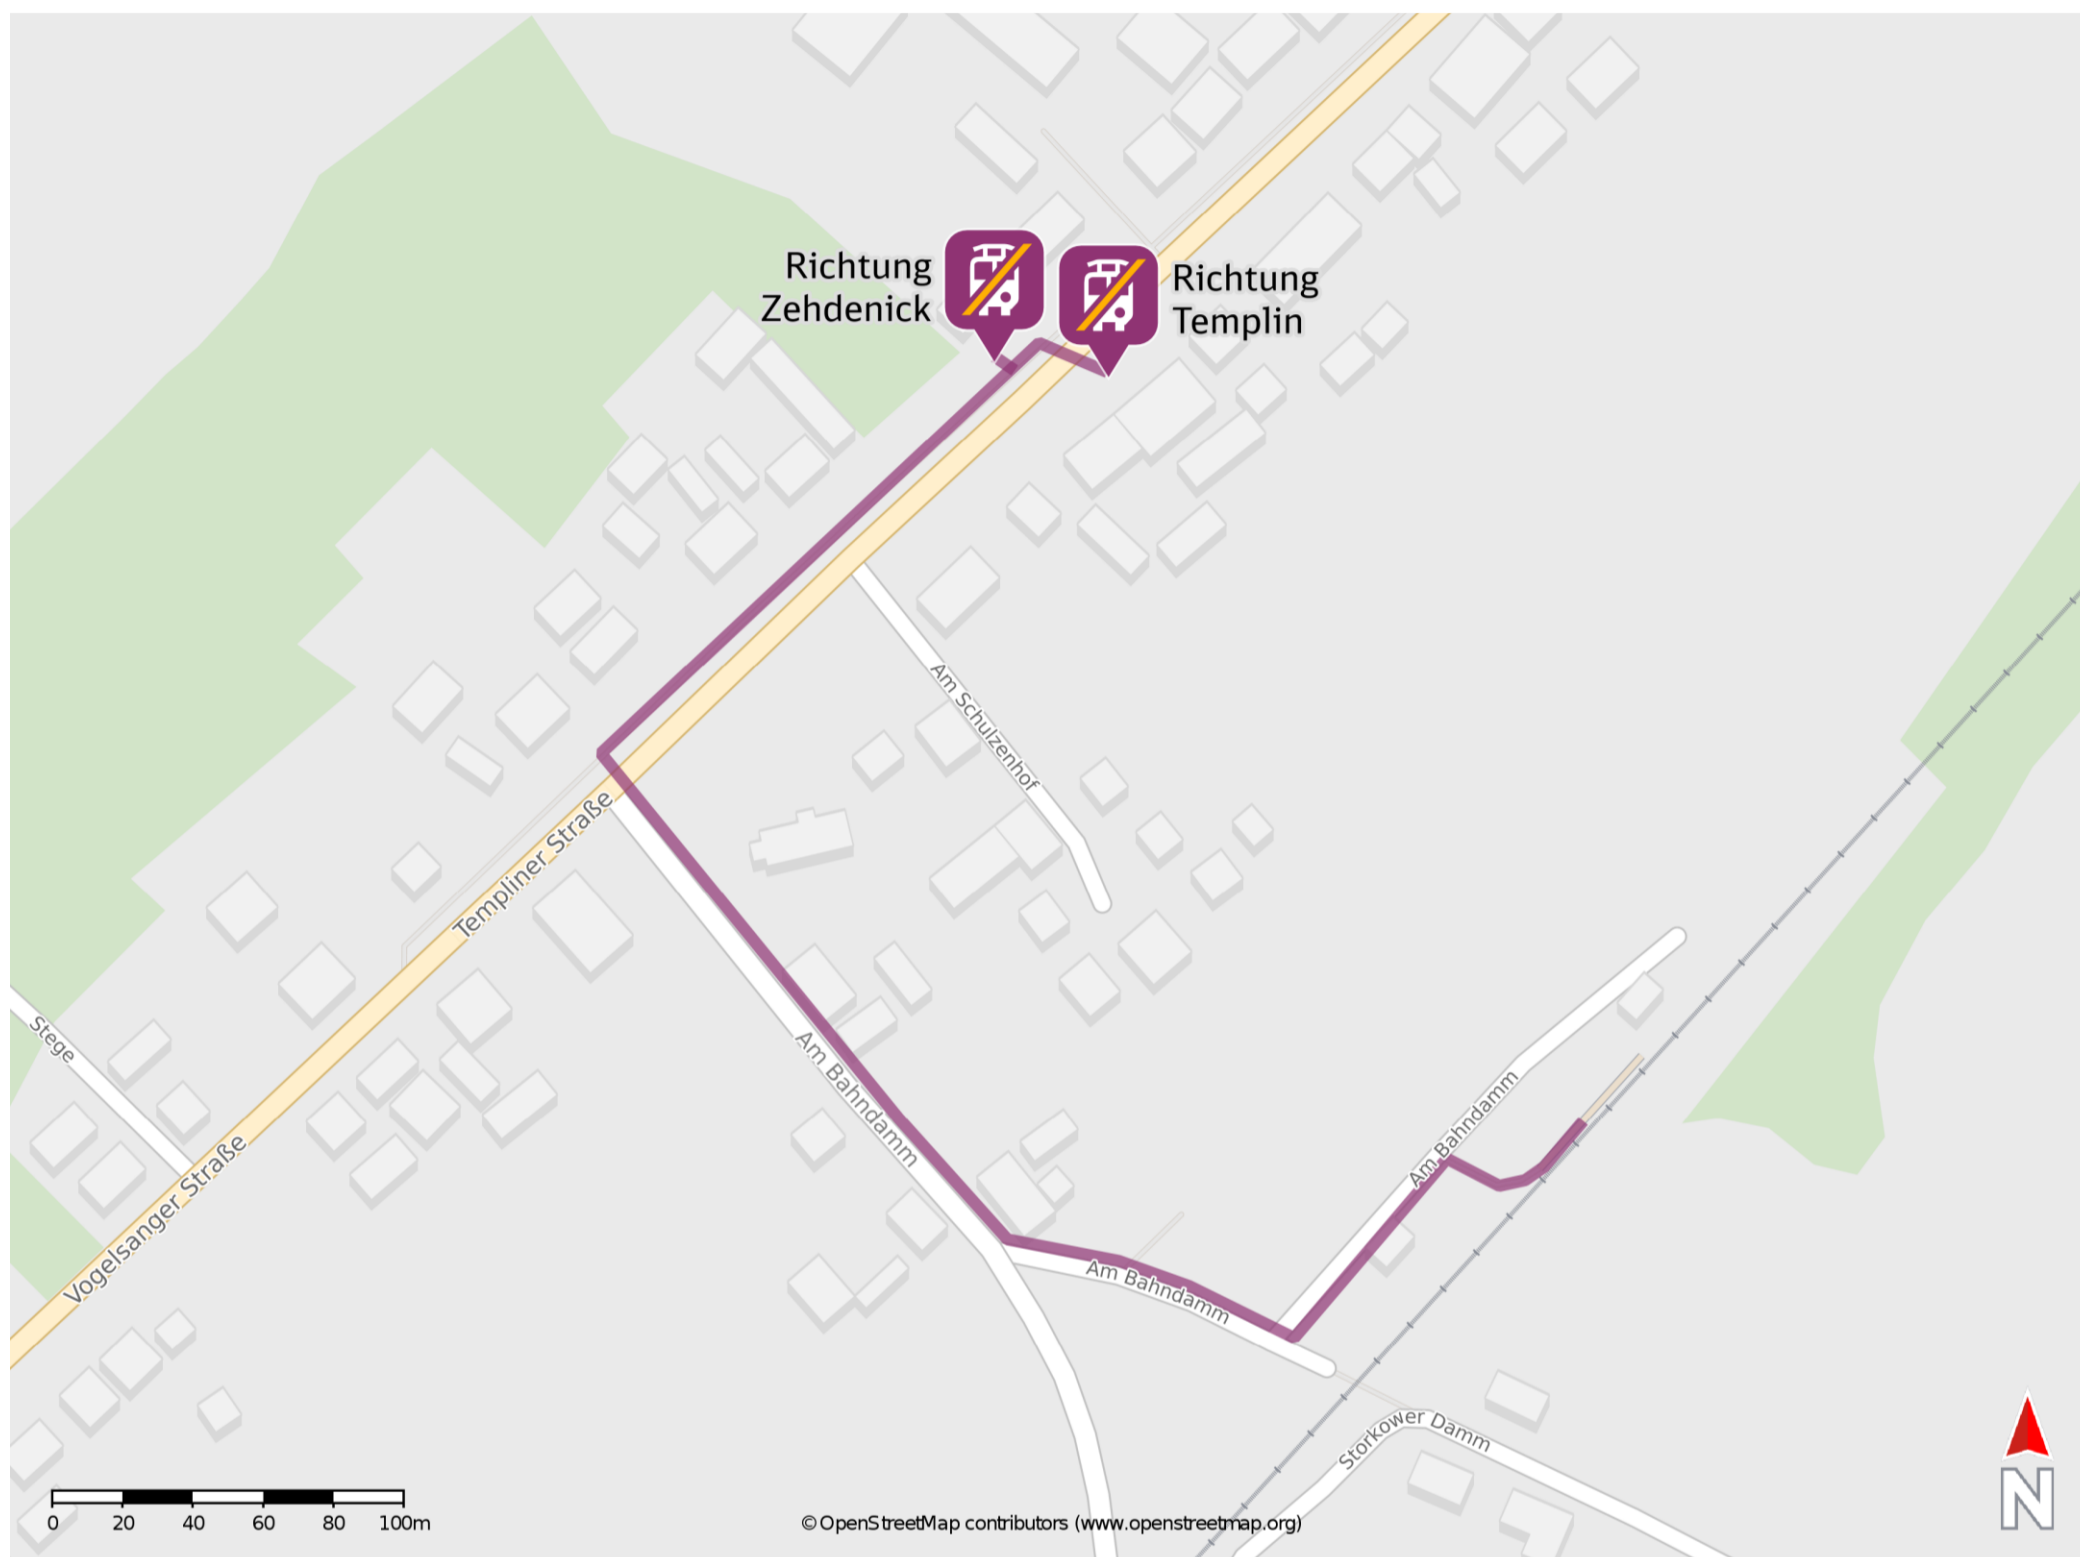 Richtung
Zehdenick
Richtung
Templin
Am Schulzenhof
Templiner Straße
Stege
Am Bahndamm
Am Bahndamm
Vogelsanger Straße
Am Bahndamm
Storkower Damm
0 20 40 60 80 100m
©OpenStreetMap contributors (www.openstreetmap.org)
N